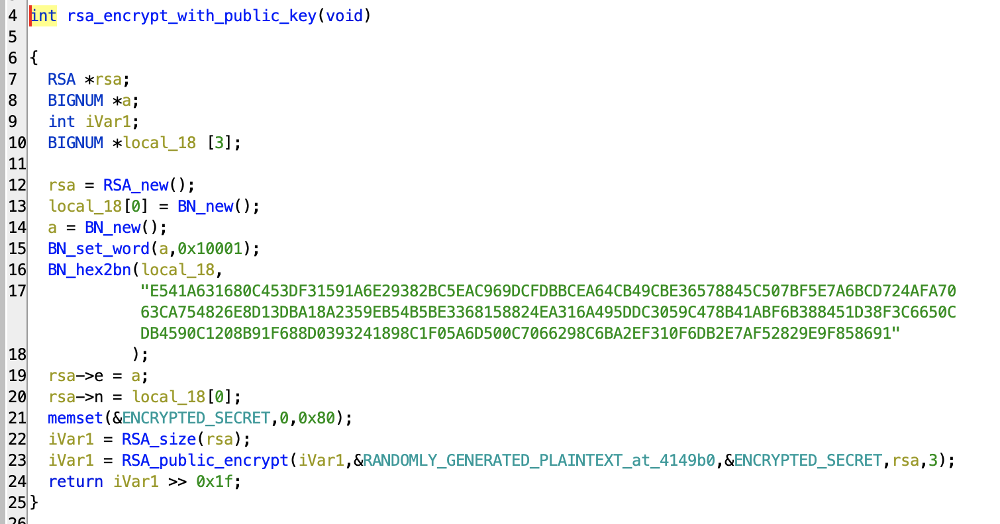 4 int rsa_encrypt_with_public_key(void)
5
6 {
7 RSA *rsa;
8 BIGNUM *a;
9 int iVar1;
10 BIGNUM *local_18 [3];
11
12 rsa = RSA_new();
13 local_18[0] = BN_new();
14 a = BN_new();
15 BN_set_word(a,0x10001);
16 BN_hex2bn(local_18,
17 "E541A631680C453DF31591A6E29382BC5EAC969DCFDBBCEA64CB49CBE36578845C507BF5E7A6BCD724AFA70
63CA754826E8D13DBA18A2359EB54B5BE3368158824EA316A495DDC3059C478B41ABF6B388451D38F3C6650C
DB4590C1208B91F688D0393241898C1F05A6D500C7066298C6BA2EF310F6DB2E7AF52829E9F858691"
18 );
19 rsa->e = a;
20 rsa->n = local_18[0];
21 memset(&ENCRYPTED_SECRET,0,0x80);
22 iVar1 = RSA_size(rsa);
23 iVar1 = RSA_public_encrypt(iVar1,&RANDOMLY_GENERATED_PLAINTEXT_at_4149b0,&ENCRYPTED_SECRET,rsa,3);
24 return iVar1 >> 0x1f;
25 }
26